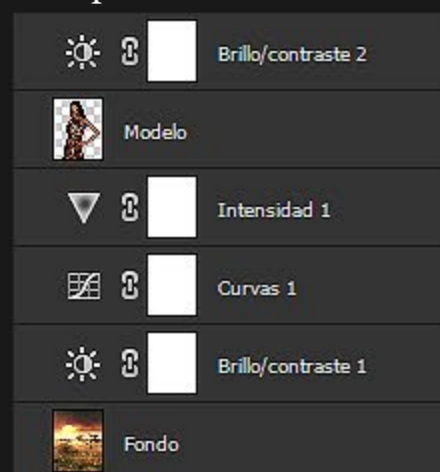 Brillo/contraste 2
Modelo
Intensidad 1
Curvas 1
Brillo/contraste 1
Fondo